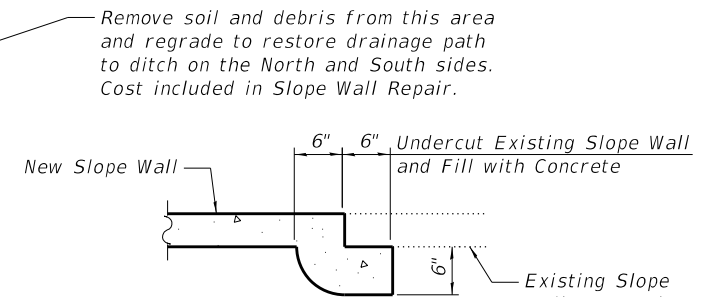 Remove soil and debris from this area
and regrade to restore drainage path
to ditch on the North and South sides.
Cost included in Slope Wall Repair.
6" 6" Undercut Existing Slope Wall
New Slope Wall and Fill with Concrete
6"
Existing Slope